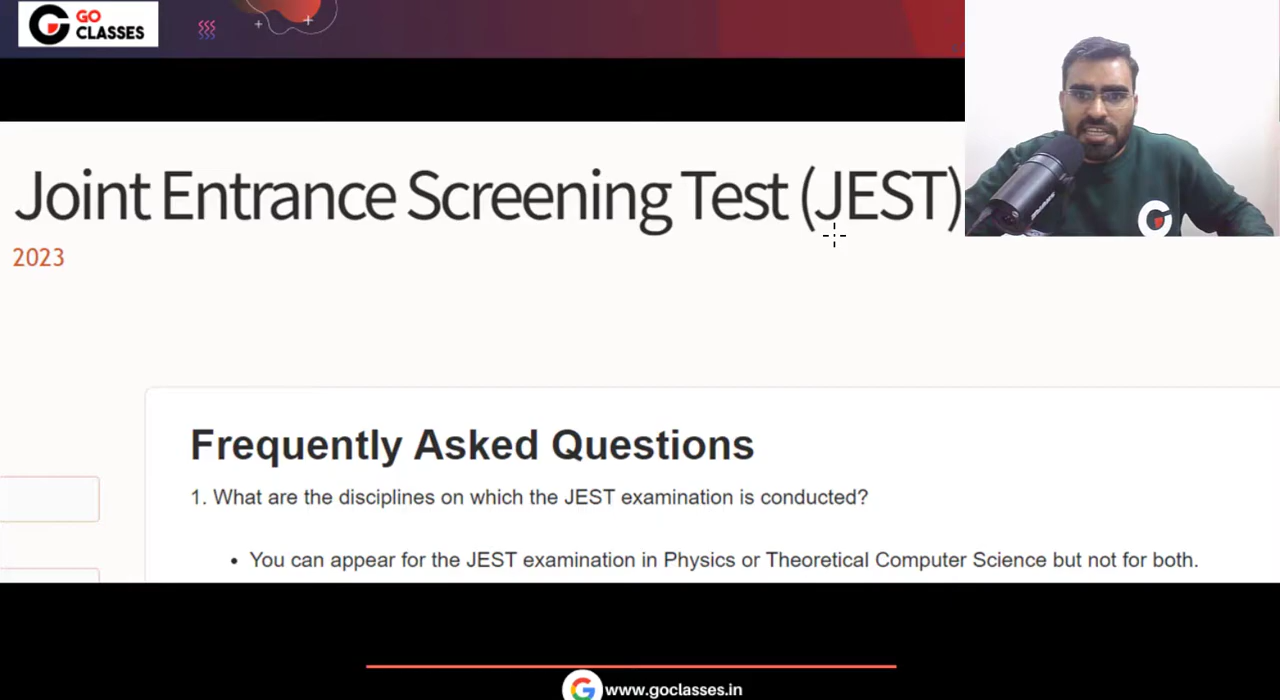 GO
CLASSES
Joint Entrance Screening Test (JEST)
2023
Frequently Asked Questions
1. What are the disciplines on which the JEST examination is conducted?
• You can appear for the JEST examination in Physics or Theoretical Computer Science but not for both.
www.goclasses.in